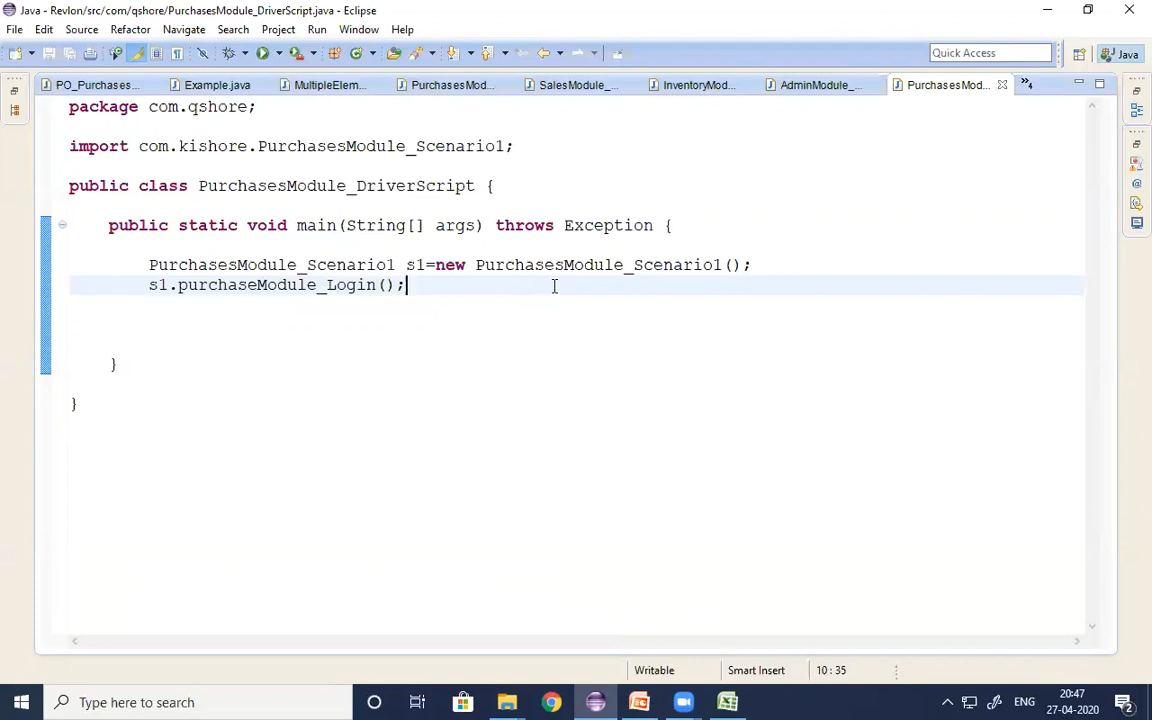 Java - Revlon/src/com/qshore/PurchasesModule_DriverScript.java - Eclipse
File Edit Source Refactor Navigate Search Project Run Window Help
Quick Access
Java
PO_Purchases... Example.java MultipleElem... PurchasesMod... SalesModule_... InventoryMod... AdminModule_... PurchasesMod... »4
package com.qshore;
import com.kishore.PurchasesModule_Scenario1;
public class PurchasesModule_DriverScript {
public static void main(String[] args) throws Exception {
PurchasesModule_Scenario1 s1=new PurchasesModule_Scenario1();
s1.purchaseModule_Login();
}
}
Writable Smart Insert 10 : 35
Type here to search
ENG
20:47
27-04-2020
2